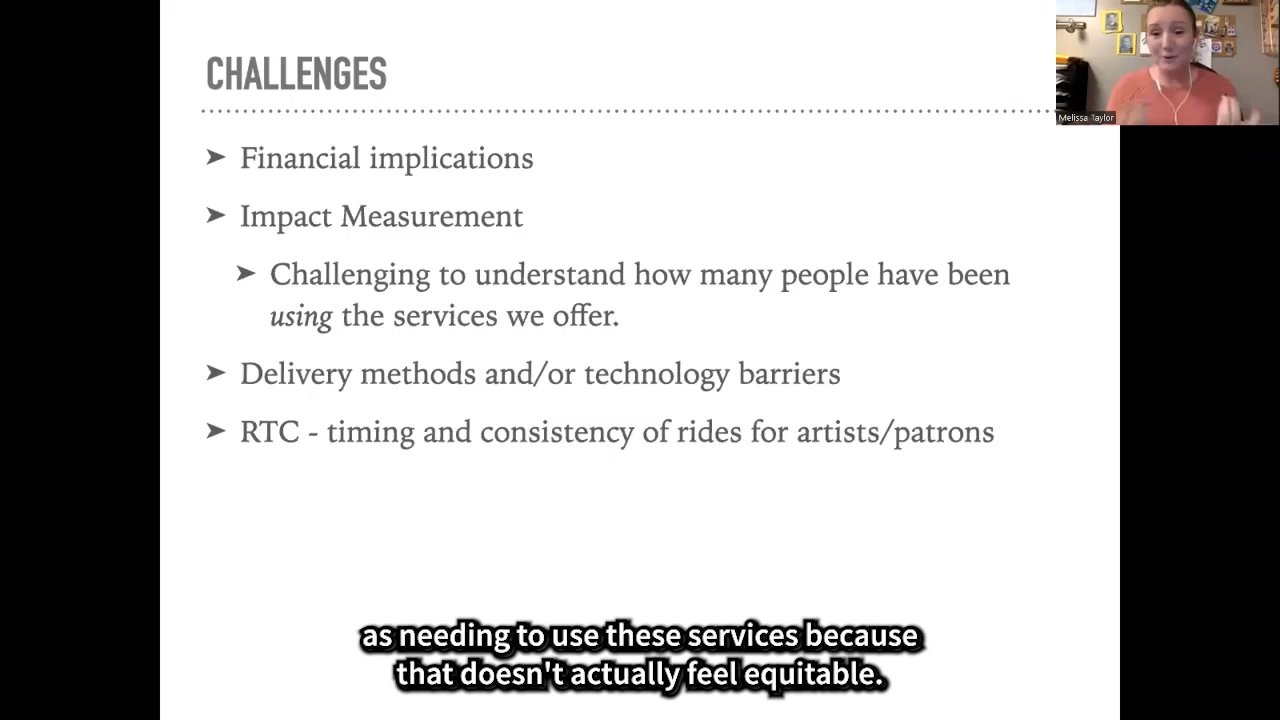 CHALLENGES
Melissa Taylor
➤ Financial implications
➤ Impact Measurement
➤ Challenging to understand how many people have been
using the services we offer.
➤ Delivery methods and/or technology barriers
➤ RTC - timing and consistency of rides for artists/patrons
as needing to use these services because
that doesn't actually feel equitable.